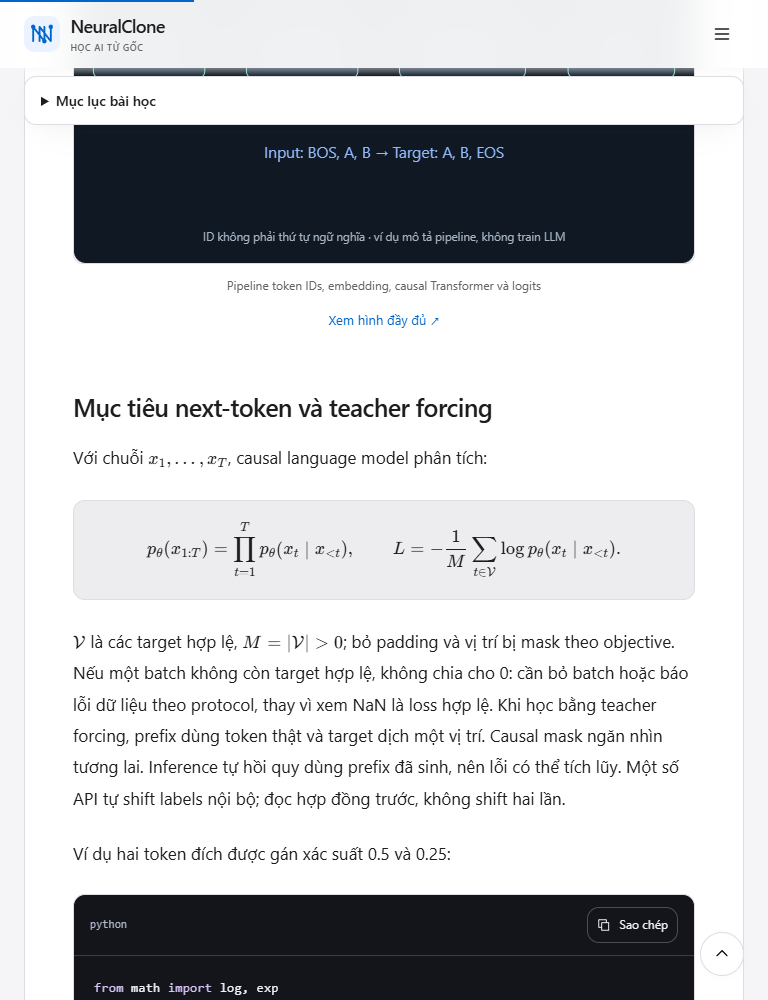 NeuralClone
HỌC AI TỪ GỐC
Mục lục bài học
Input: BOS, A, B → Target: A, B, EOS
ID không phải thứ tự ngữ nghĩa · ví dụ mô tả pipeline, không train LLM
Pipeline token IDs, embedding, causal Transformer và logits
Xem hình đầy đủ ↗
Mục tiêu next-token và teacher forcing
Với chuỗi x₁, . . . , x_T, causal language model phân tích:
p_θ(x_{1:T}) = ∏_{t=1}^{T} p_θ(x_t | x_{<t}),    L = −\frac{1}{M} ∑_{t∈𝒱} log p_θ(x_t | x_{<t}).
𝒱 là các target hợp lệ, M = |𝒱| > 0; bỏ padding và vị trí bị mask theo objective.
Nếu một batch không còn target hợp lệ, không chia cho 0: cần bỏ batch hoặc báo
lỗi dữ liệu theo protocol, thay vì xem NaN là loss hợp lệ. Khi học bằng teacher
forcing, prefix dùng token thật và target dịch một vị trí. Causal mask ngăn nhìn
tương lai. Inference tự hồi quy dùng prefix đã sinh, nên lỗi có thể tích lũy. Một số
API tự shift labels nội bộ; đọc hợp đồng trước, không shift hai lần.
Ví dụ hai token đích được gán xác suất 0.5 và 0.25:
python
Sao chép
from math import log, exp